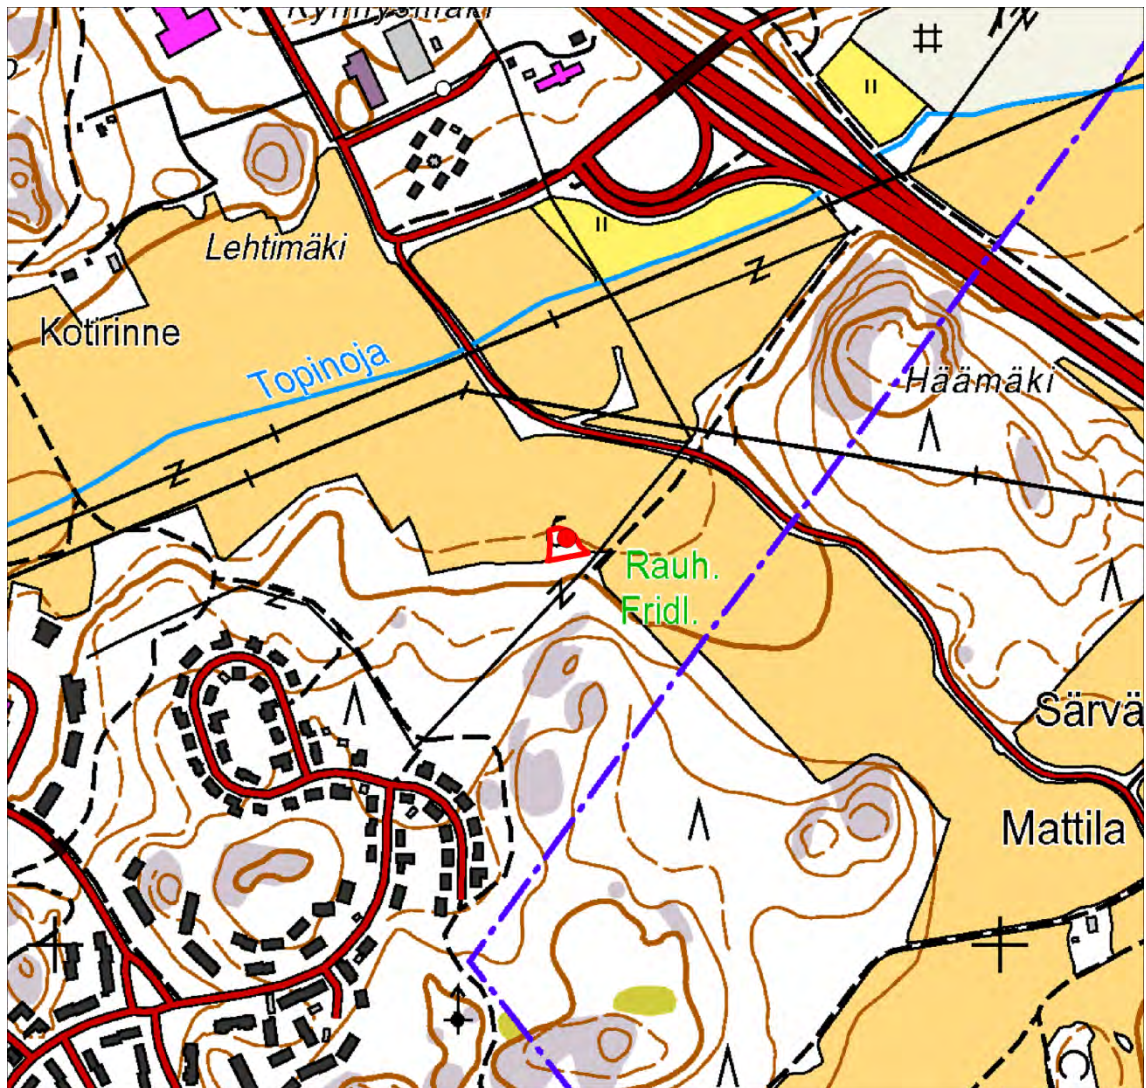 Lehtimäki
Kotirinne
Topinoja
Häämäki
Rauh.
Fridl.
Särvä
Mattila